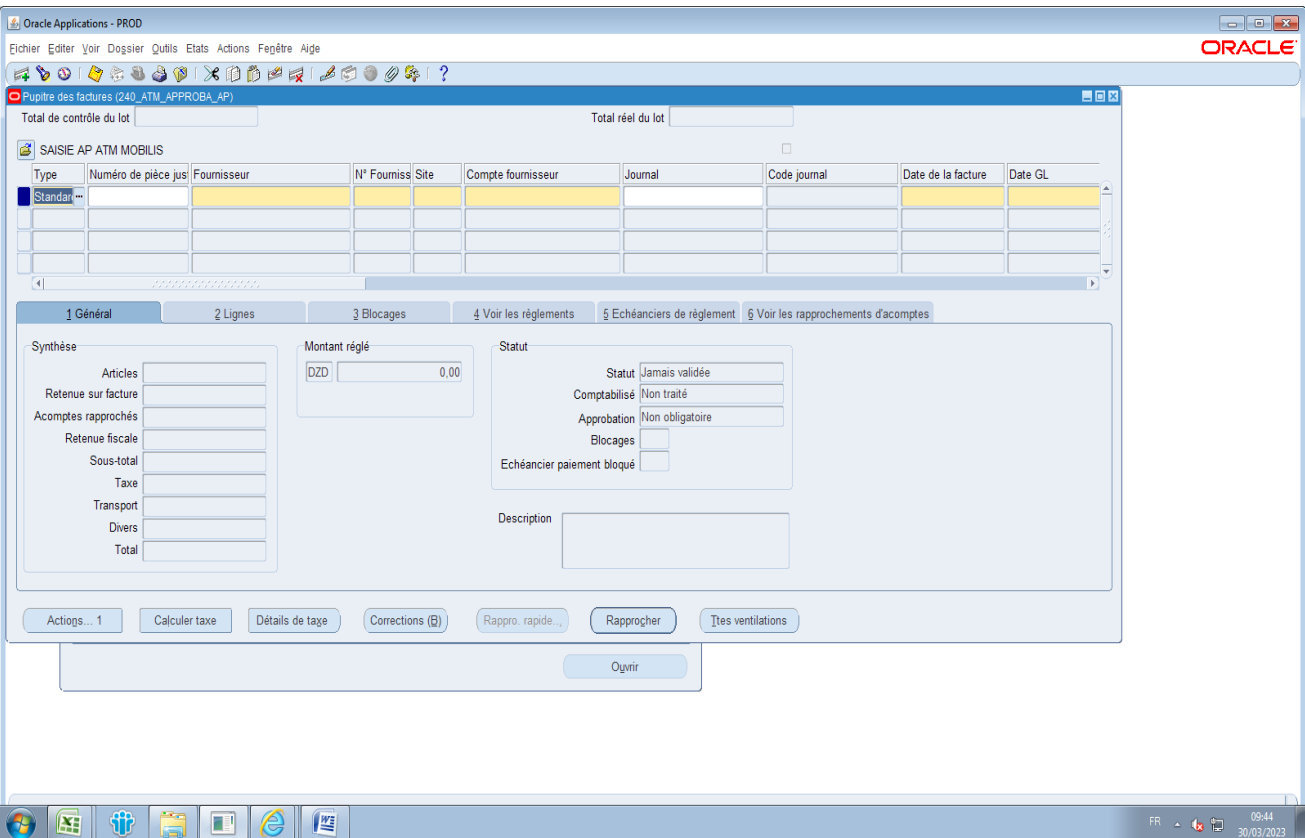 Oracle Applications - PROD
Fichier Editer Voir Dossier Outils Etats Actions Fenêtre Aide
ORACLE
Pupitre des factures (240_ATM_APPROBA_AP)
Total de contrôle du lot
Total réel du lot
SAISIE AP ATM MOBILIS
Type Numéro de pièce jus Fournisseur N° Fourniss Site Compte fournisseur Journal Code journal Date de la facture Date GL
Standar
1 Général 2 Lignes 3 Blocages 4 Voir les règlements 5 Echéanciers de règlement 6 Voir les rapprochements d'acomptes
Synthèse
Montant réglé
Statut
Articles
DZD 0,00
Statut Jamais validée
Retenue sur facture
Comptabilisé Non traité
Acomptes rapprochés
Approbation Non obligatoire
Retenue fiscale
Blocages
Sous-total
Echéancier paiement bloqué
Taxe
Transport
Description
Divers
Total
Actions... 1 Calculer taxe Détails de taxe Corrections (B) Rappro. rapide... Rapprocher Ttes ventilations
Ouvrir
FR
09:44
30/03/2023